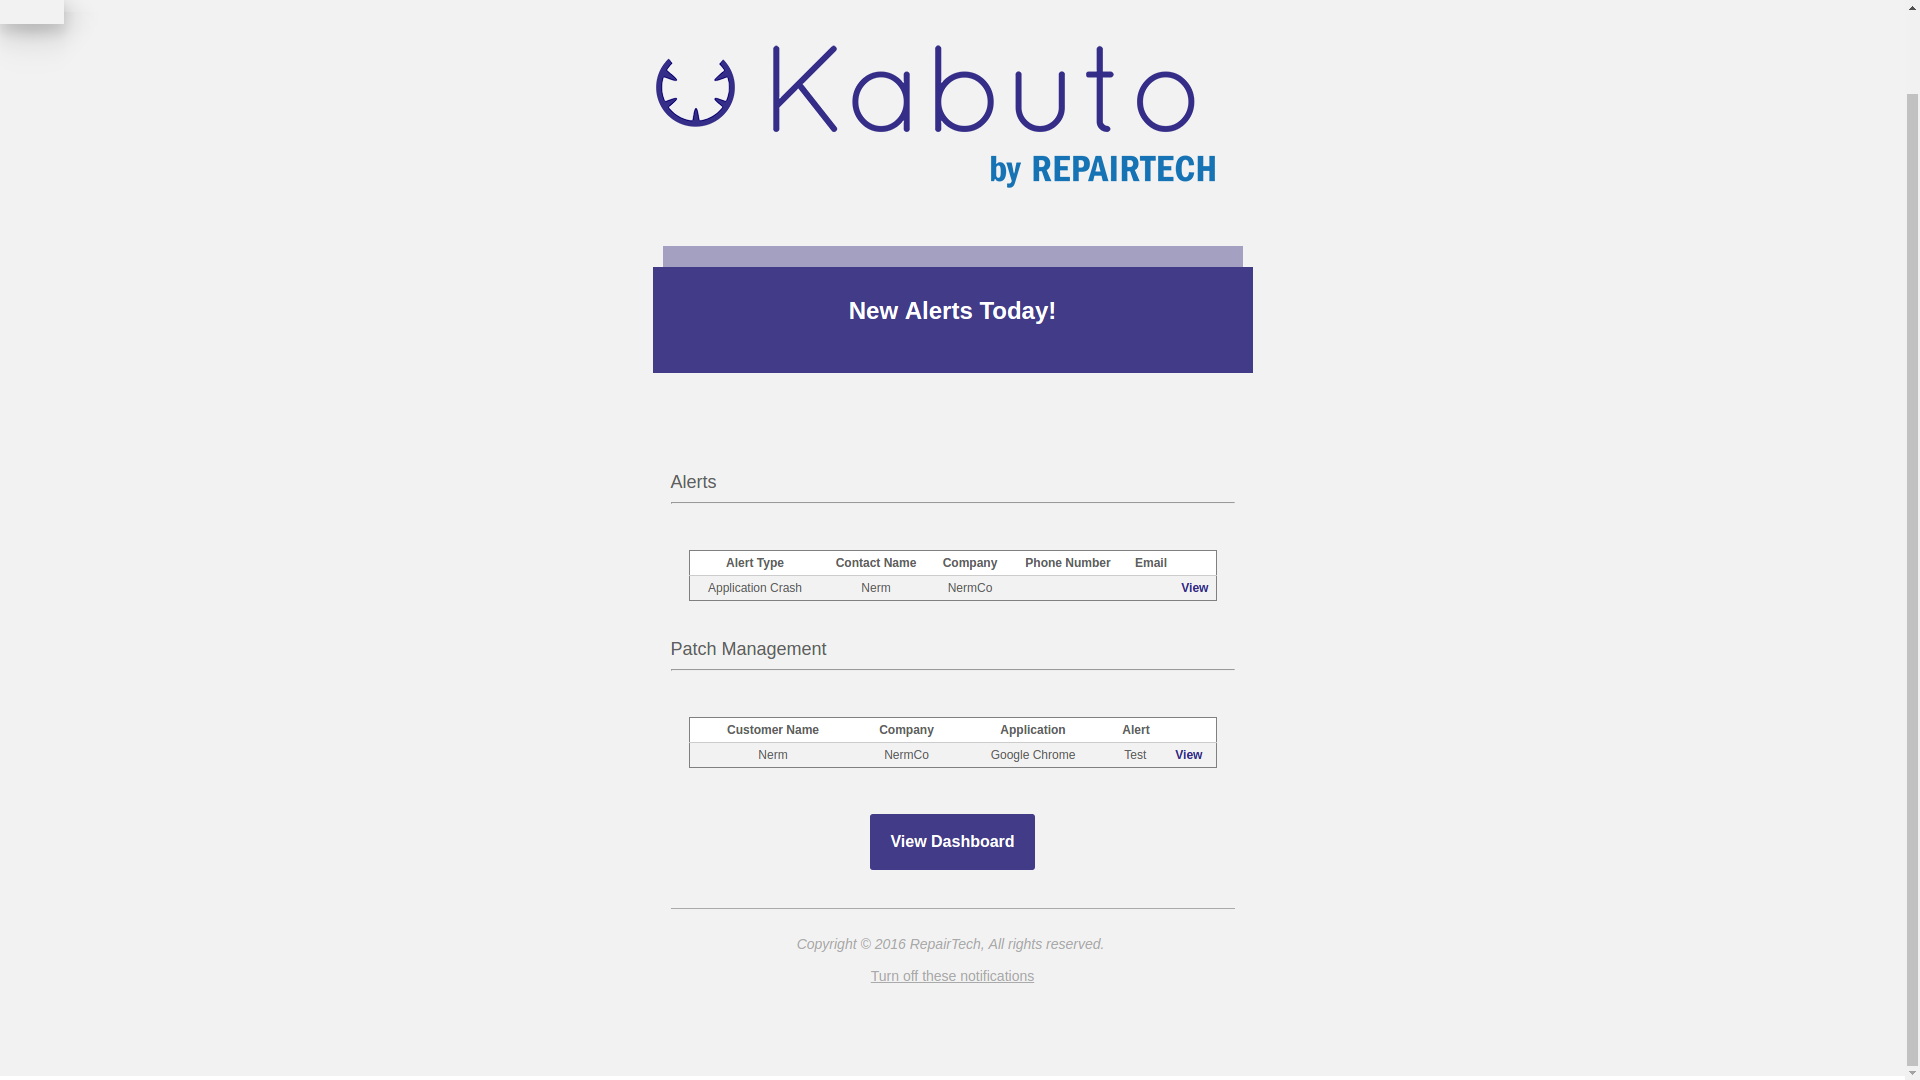 Kabuto
by REPAIRTECH
New Alerts Today!
Alerts
Alert Type Contact Name Company Phone Number Email
Application Crash Nerm NermCo View
Patch Management
Customer Name Company Application Alert
Nerm NermCo Google Chrome Test View
View Dashboard
Copyright © 2016 RepairTech, All rights reserved.
Turn off these notifications